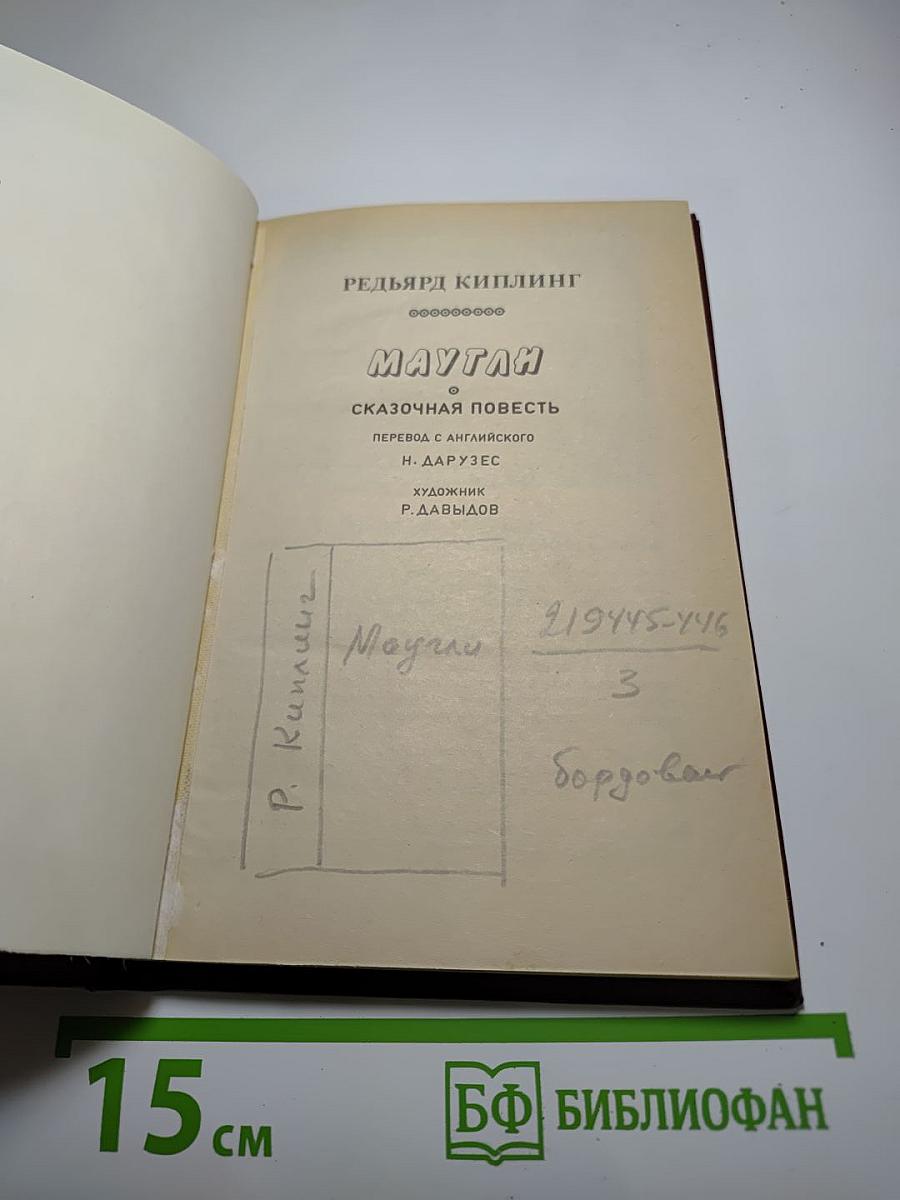 РЕДЬЯРД КИПЛИНГ
МАУГЛИ
СКАЗОЧНАЯ ПОВЕСТЬ
ПЕРЕВОД С АНГЛИЙСКОГО
Н. ДАРУЗЕС
ХУДОЖНИК
Р. ДАВЫДОВ
Р. Киплинг
Маугли
219445-446
3
15 см
БФ БИБЛИОФАН